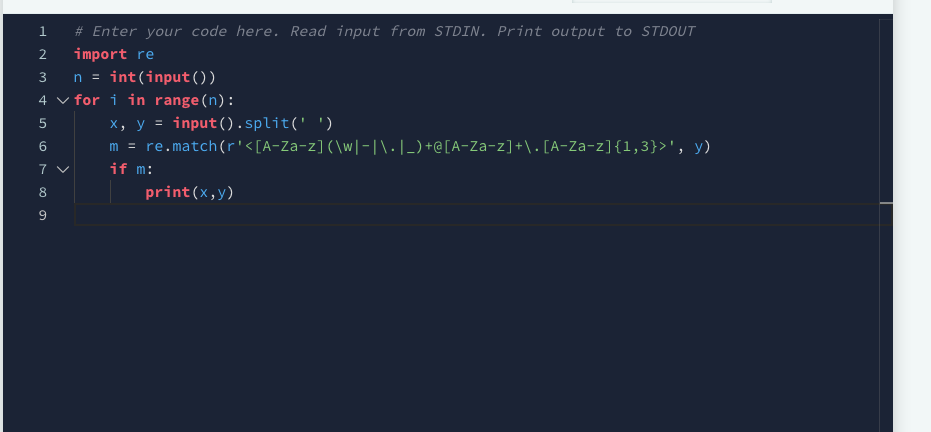 1 # Enter your code here. Read input from STDIN. Print output to STDOUT
2 import re
3 n = int(input())
4 for i in range(n):
5     x, y = input().split(' ')
6     m = re.match(r'<[A-Za-z](\w|-|\.|_)+@[A-Za-z]+\.[A-Za-z]{1,3}>', y)
7     if m:
8         print(x,y)
9